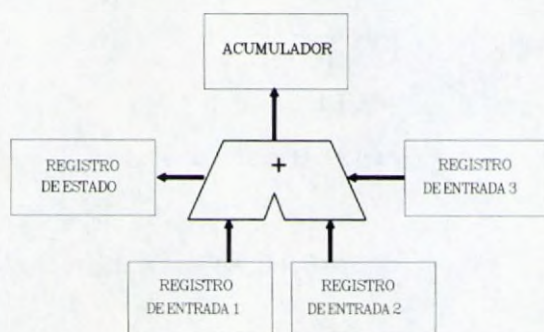 ACUMULADOR
+
REGISTRO
DE ESTADO
REGISTRO
DE ENTRADA 3
REGISTRO
DE ENTRADA 1
REGISTRO
DE ENTRADA 2